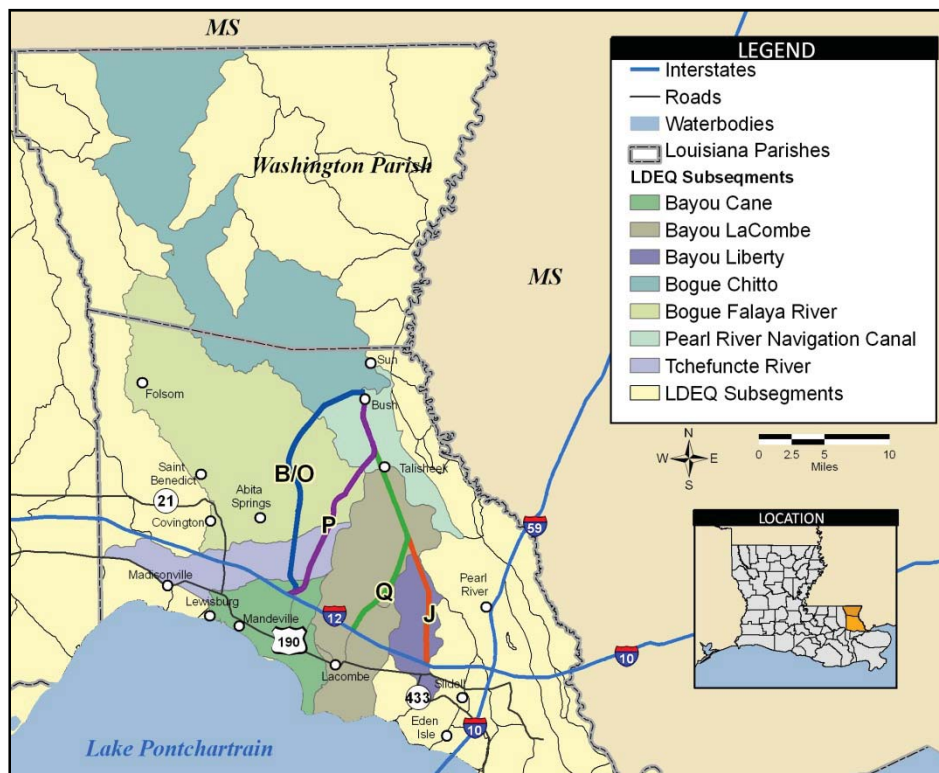 MS
Washington Parish
MS
LEGEND
Interstates
Roads
Waterbodies
Louisiana Parishes
LDEQ Subseqments
Bayou Cane
Bayou LaCombe
Bayou Liberty
Bogue Chitto
Bogue Falaya River
Pearl River Navigation Canal
Tchefuncte River
LDEQ Subsegments
N
W E
S
0 2.5 5 10
Miles
Sun
Folsom
Bush
B/O
Talisheek
Saint
Benedict
21
Abita
Springs
Covington
P
59
LOCATION
Madisonville
Lewisburg
Mandeville
190
12
Q
J
Pearl
River
10
Lacombe
433
Slidell
Eden
Isle
10
Lake Pontchartrain